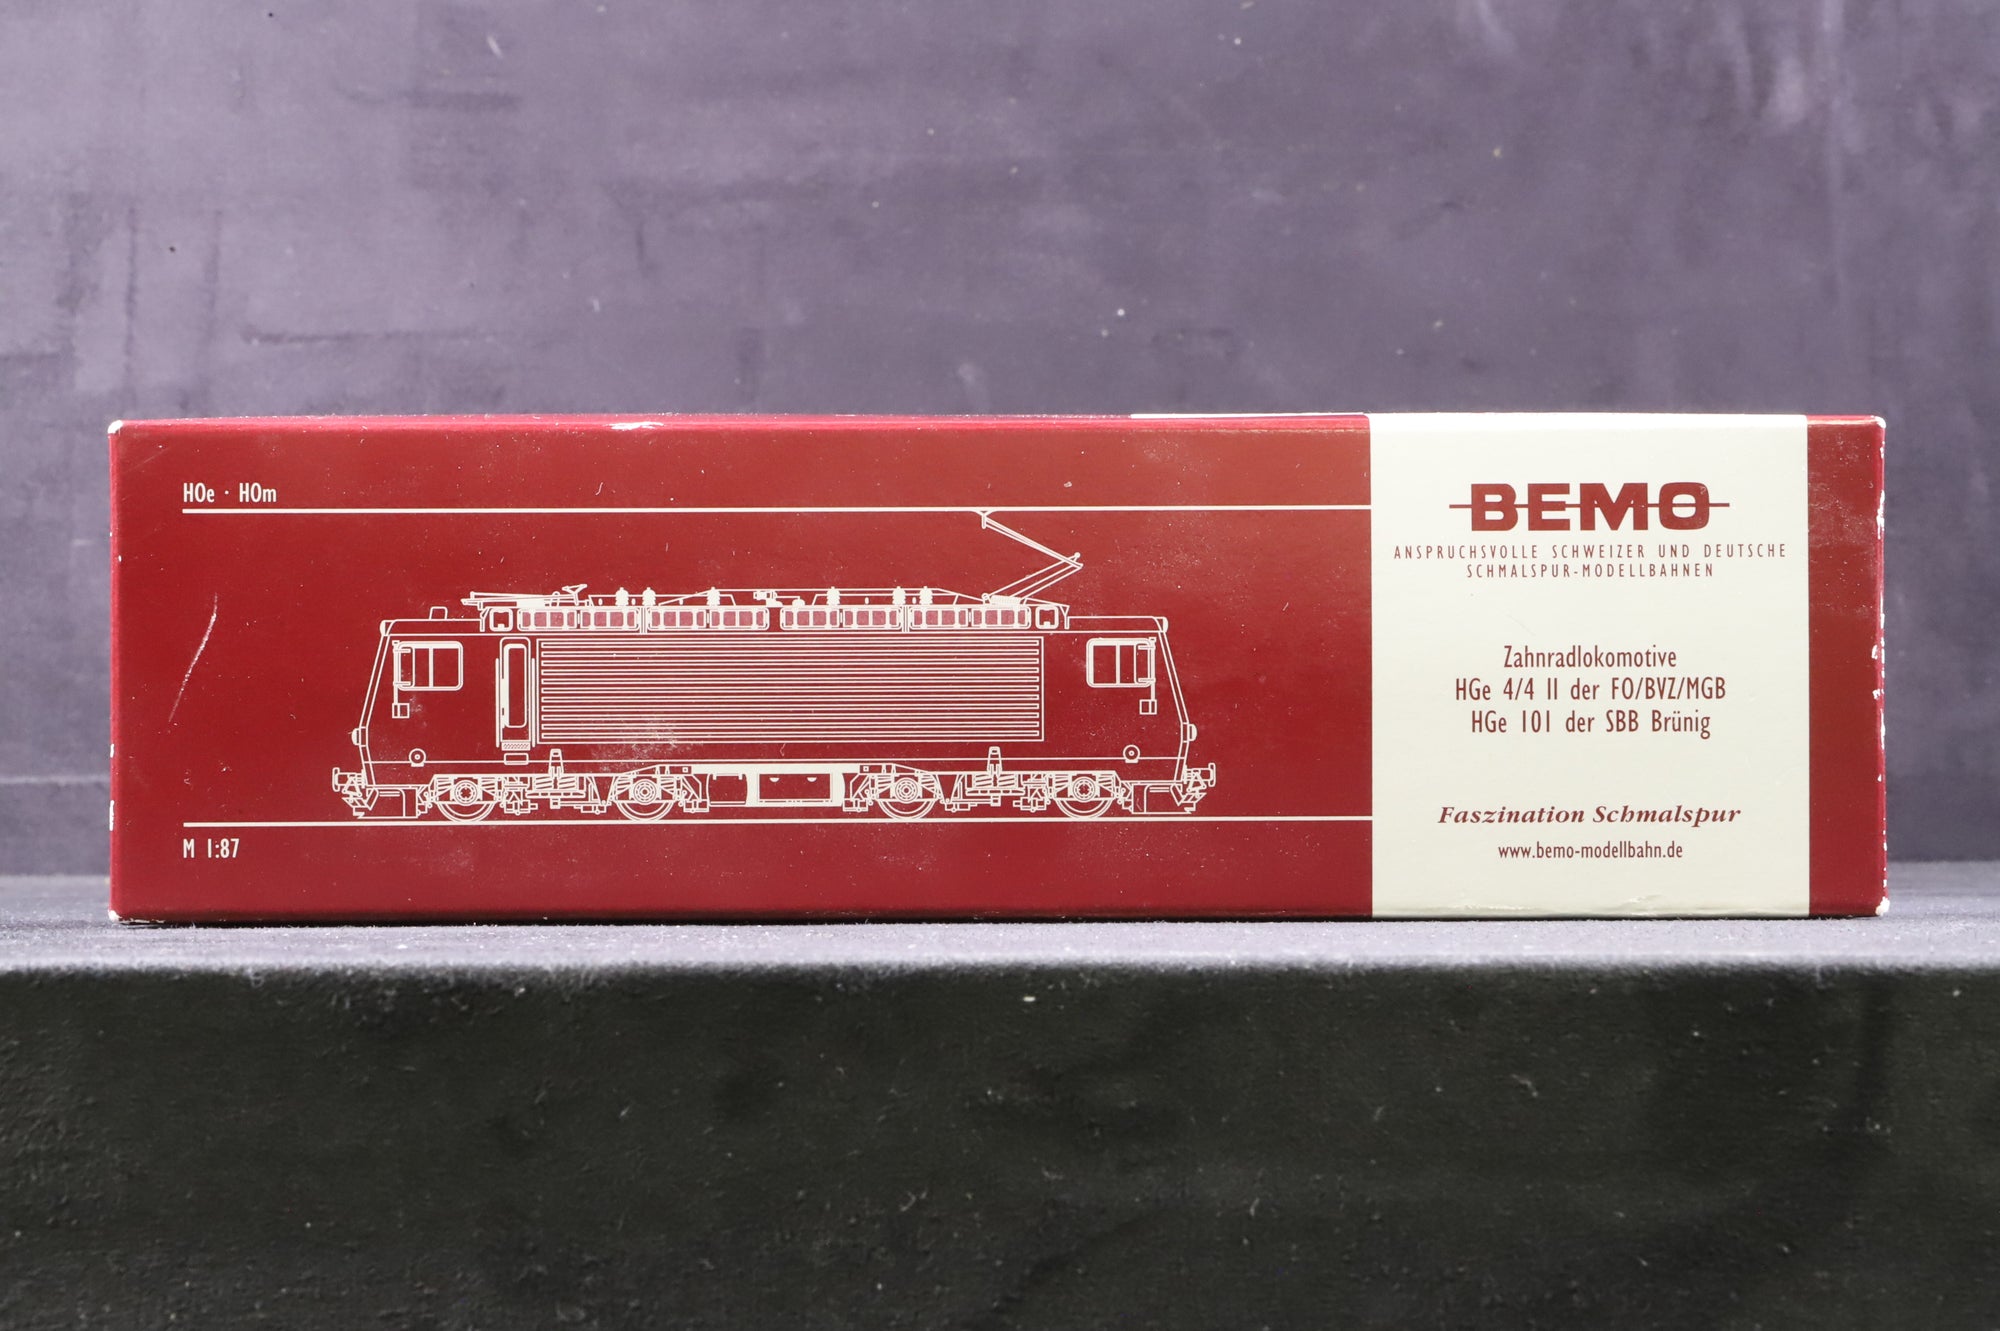 HOe · HOm
M 1:87
BEMO
ANSPRUCHSVOLLE SCHWEIZER UND DEUTSCHE
SCHMALSPUR-MODELLBAHNEN
Zahnradlokomotive
HGe 4/4 II der FO/BVZ/MGB
HGe 101 der SBB Brünig
Faszination Schmalspur
www.bemo-modellbahn.de